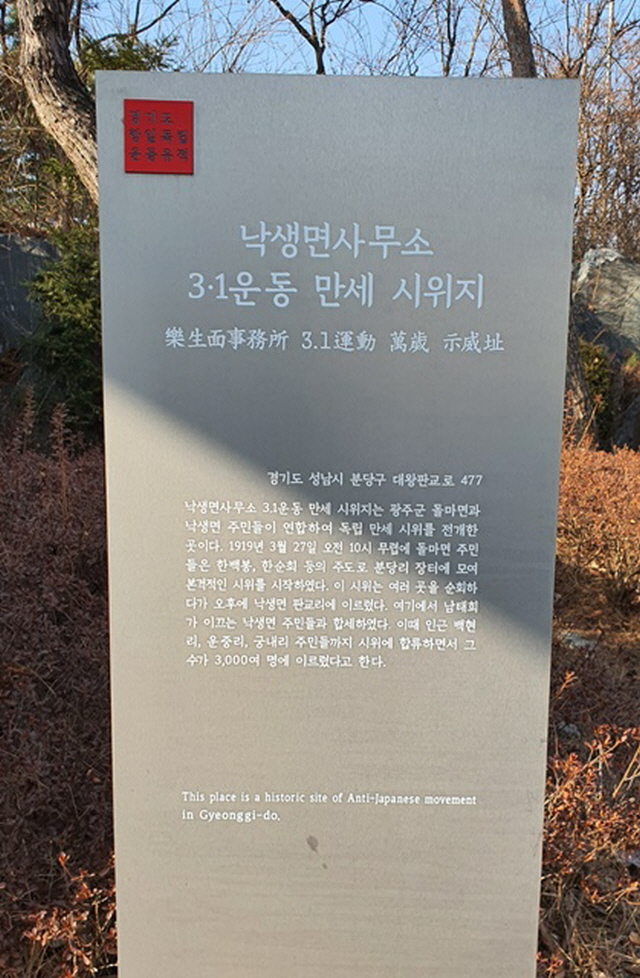 경기도
항일독립
운동유적
낙생면사무소
3·1운동 만세 시위지
樂生面事務所 3.1運動 萬歲 示威址
경기도 성남시 분당구 대왕판교로 477
낙생면사무소 3.1운동 만세 시위지는 광주군 돌마면과
낙생면 주민들이 연합하여 독립 만세 시위를 전개한
곳이다. 1919년 3월 27일 오전 10시 무렵에 돌마면 주민
들은 한백봉, 한순회 등의 주도로 분당리 장터에 모여
본격적인 시위를 시작하였다. 이 시위는 여러 곳을 순회하
다가 오후에 낙생면 판교리에 이르렀다. 여기에서 남태희
가 이끄는 낙생면 주민들과 합세하였다. 이때 인근 백현
리, 운중리, 궁내리 주민들까지 시위에 합류하면서 그
수가 3,000여 명에 이르렀다고 한다.
This place is a historic site of Anti-Japanese movement
in Gyeonggi-do.